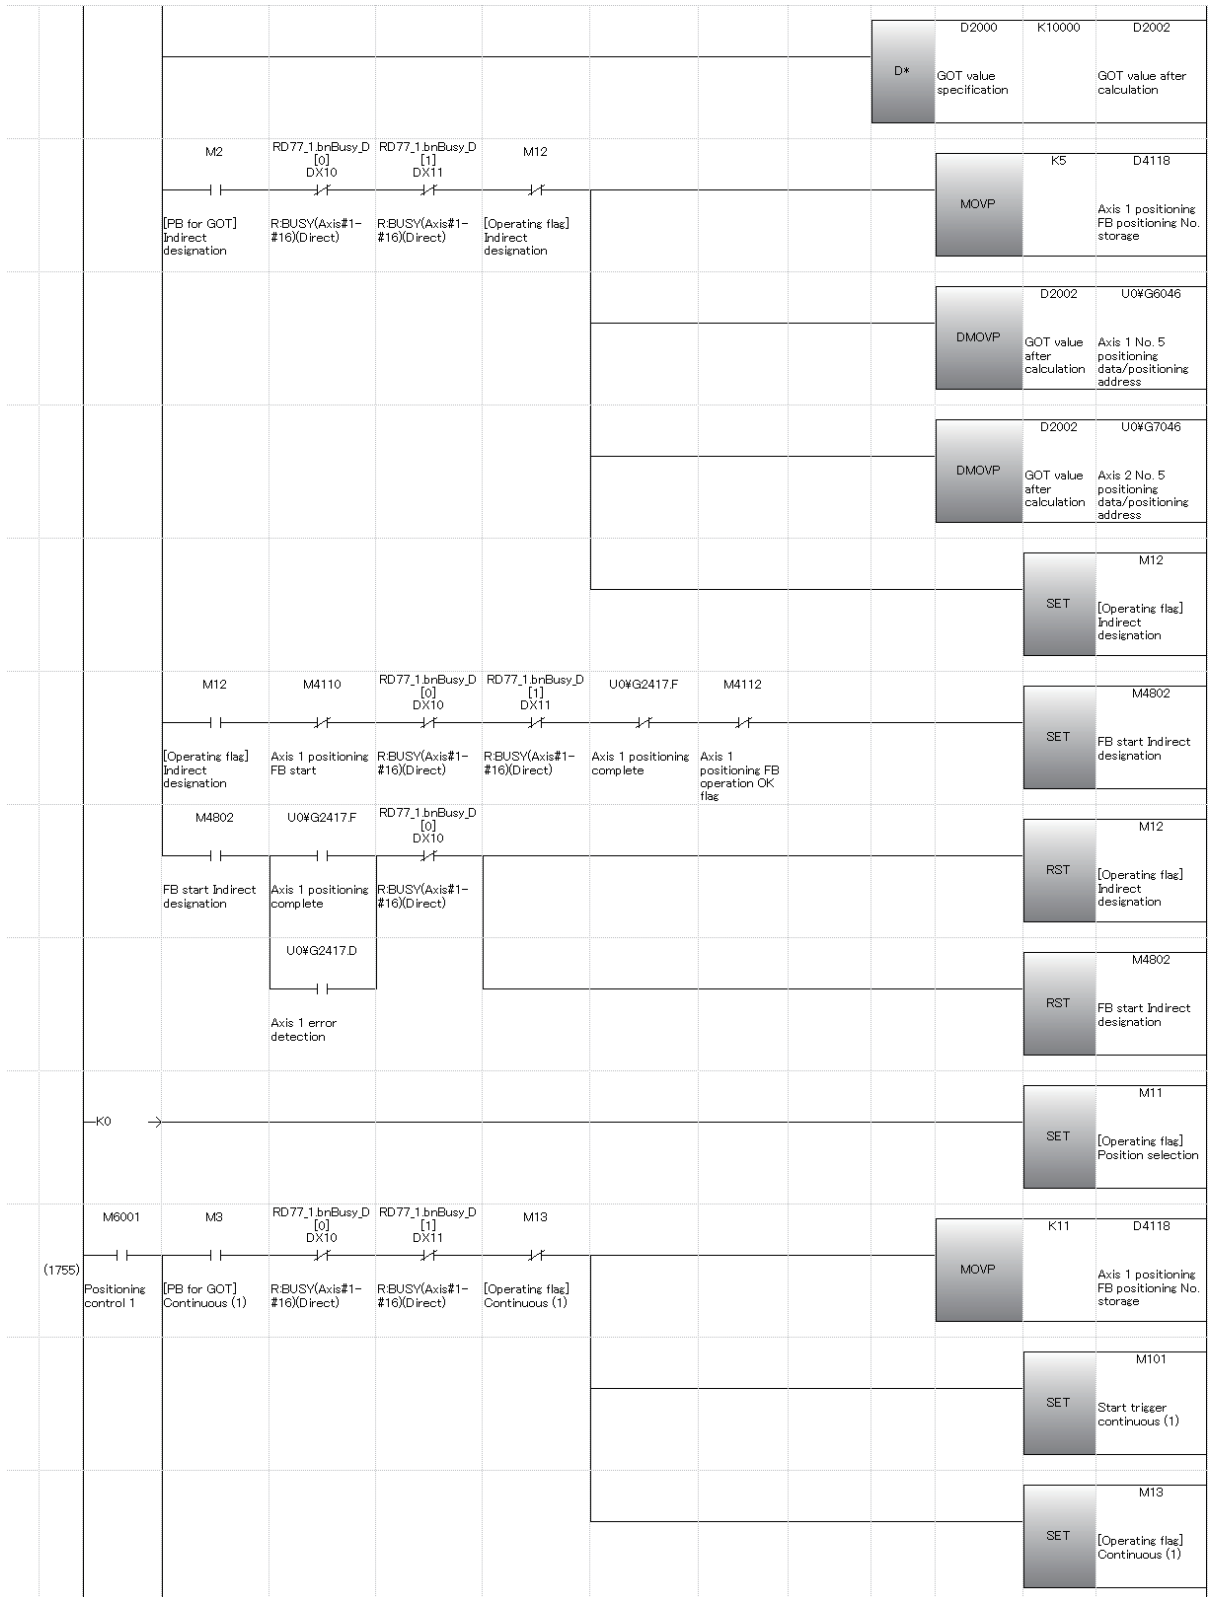 D2000 K10000 D2002
D*
GOT value GOT value after
specification calculation
M2 RD77_1.bnBusy_D RD77_1.bnBusy_D M12
[0] [1]
DX10 DX11
K5 D4118
MOVP
[PB for GOT] R:BUSY(Axis#1- R:BUSY(Axis#1- [Operating flag]
Indirect #16)(Direct) #16)(Direct) Indirect
designation designation
Axis 1 positioning
FB positioning No.
storage
D2002 U0¥G6046
DMOVP
GOT value Axis 1 No. 5
after positioning
calculation data/positioning
address
D2002 U0¥G7046
DMOVP
GOT value Axis 2 No. 5
after positioning
calculation data/positioning
address
M12
SET
[Operating flag]
Indirect
designation
M12 M4110 RD77_1.bnBusy_D RD77_1.bnBusy_D U0¥G2417.F M4112
[0] [1]
DX10 DX11
M4802
SET
[Operating flag] Axis 1 positioning R:BUSY(Axis#1- R:BUSY(Axis#1- Axis 1 positioning Axis 1
Indirect FB start #16)(Direct) #16)(Direct) complete positioning FB
designation operation OK
flag
FB start Indirect
designation
M4802 U0¥G2417.F RD77_1.bnBusy_D
[0]
DX10
M12
RST
FB start Indirect Axis 1 positioning R:BUSY(Axis#1-
designation complete #16)(Direct)
[Operating flag]
Indirect
designation
U0¥G2417.D
M4802
RST
Axis 1 error
detection
FB start Indirect
designation
K0
M11
SET
[Operating flag]
Position selection
M6001 M3 RD77_1.bnBusy_D RD77_1.bnBusy_D M13
[0] [1]
DX10 DX11
K11 D4118
(1755)
MOVP
Positioning [PB for GOT] R:BUSY(Axis#1- R:BUSY(Axis#1- [Operating flag]
control 1 Continuous (1) #16)(Direct) #16)(Direct) Continuous (1)
Axis 1 positioning
FB positioning No.
storage
M101
SET
Start trigger
continuous (1)
M13
SET
[Operating flag]
Continuous (1)